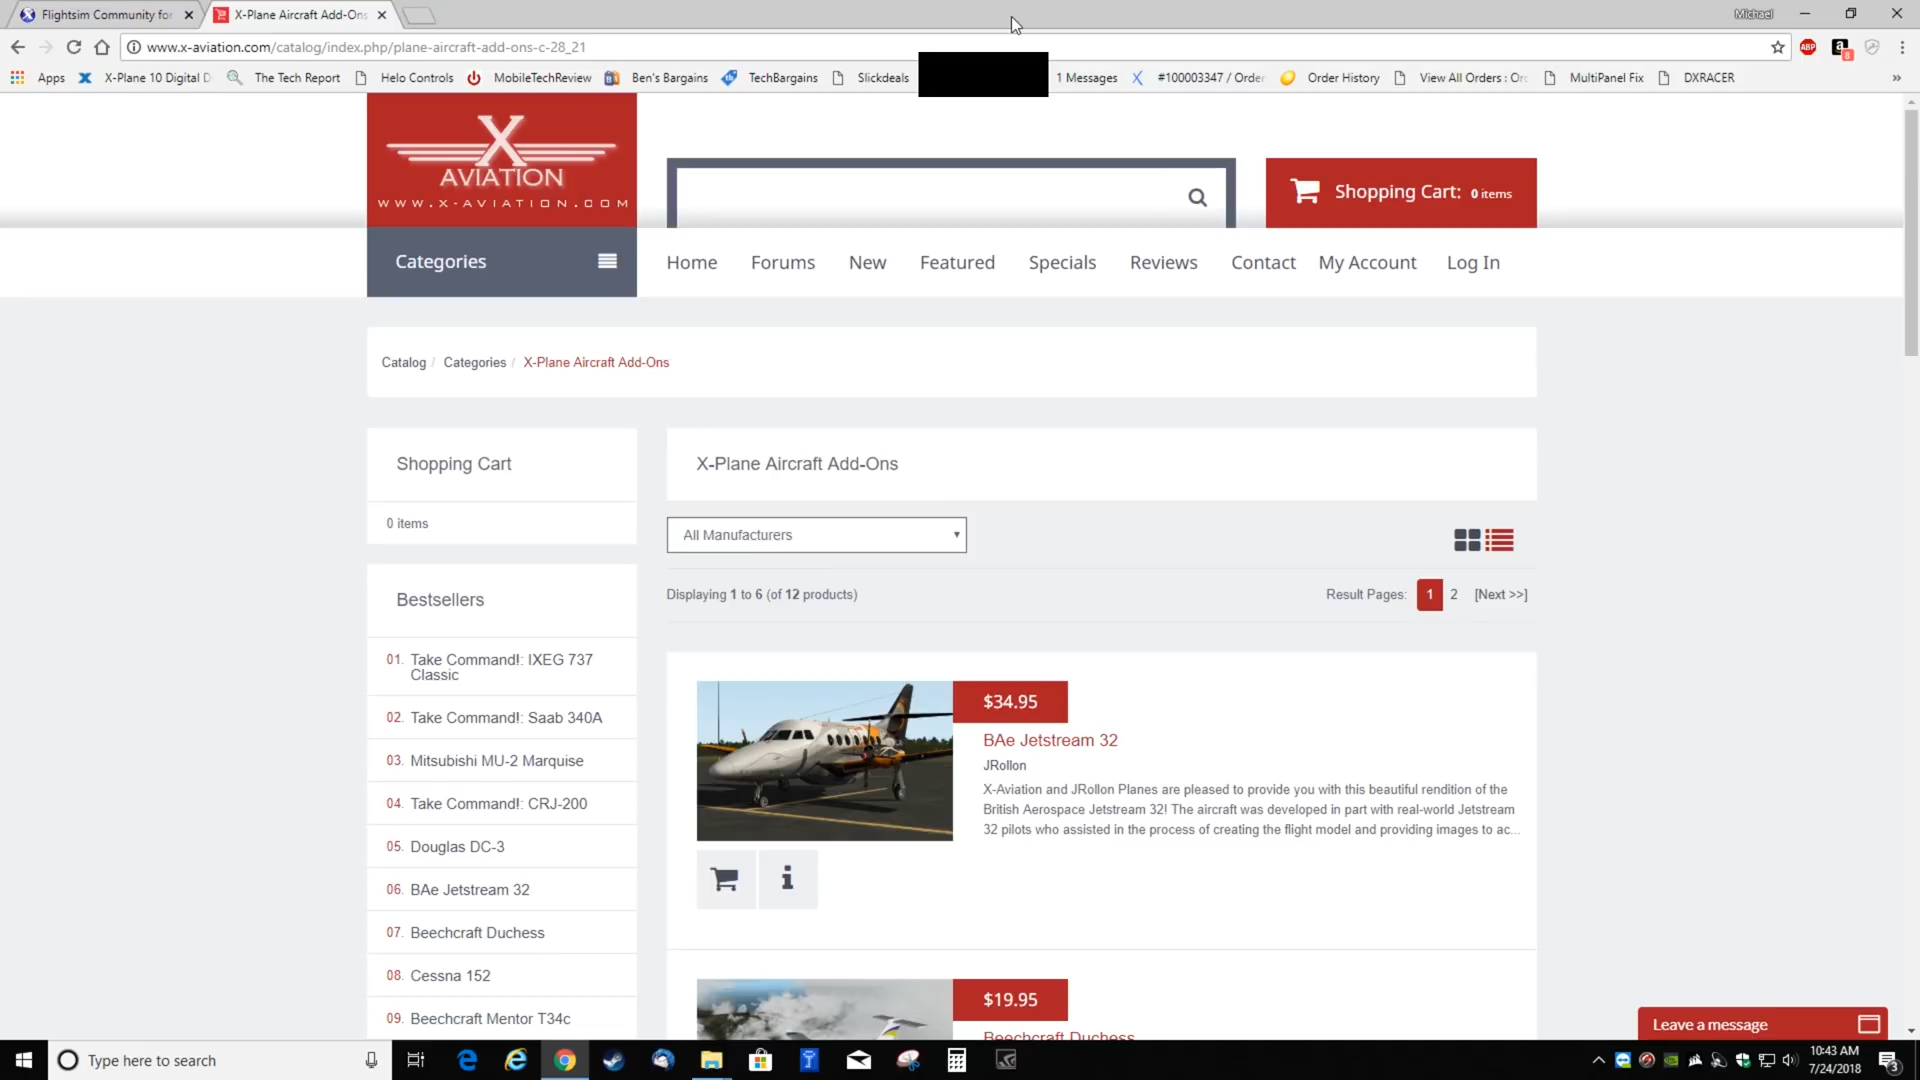 Flightsim Community for
X-Plane Aircraft Add-Ons
Michael
www.x-aviation.com/catalog/index.php/plane-aircraft-add-ons-c-28_21
ABP
a
6
Apps
X-Plane 10 Digital D
The Tech Report
Helo Controls
MobileTechReview
Ben's Bargains
TechBargains
Slickdeals
1 Messages
#100003347 / Order
Order History
View All Orders : Orc
MultiPanel Fix
DXRACER
X
AVIATION
WWW.X-AVIATION.COM
Shopping Cart: 0 items
Categories
Home
Forums
New
Featured
Specials
Reviews
Contact
My Account
Log In
Catalog / Categories / X-Plane Aircraft Add-Ons
Shopping Cart
0 items
Bestsellers
01. Take Command!: IXEG 737
Classic
02. Take Command!: Saab 340A
03. Mitsubishi MU-2 Marquise
04. Take Command!: CRJ-200
05. Douglas DC-3
06. BAe Jetstream 32
07. Beechcraft Duchess
08. Cessna 152
09. Beechcraft Mentor T34c
X-Plane Aircraft Add-Ons
All Manufacturers
Displaying 1 to 6 (of 12 products)
Result Pages: 1 2 [Next >>]
$34.95
BAe Jetstream 32
JRollon
X-Aviation and JRollon Planes are pleased to provide you with this beautiful rendition of the
British Aerospace Jetstream 32! The aircraft was developed in part with real-world Jetstream
32 pilots who assisted in the process of creating the flight model and providing images to ac...
$19.95
Beechcraft Duchess
Leave a message
Type here to search
10:43 AM
7/24/2018
3